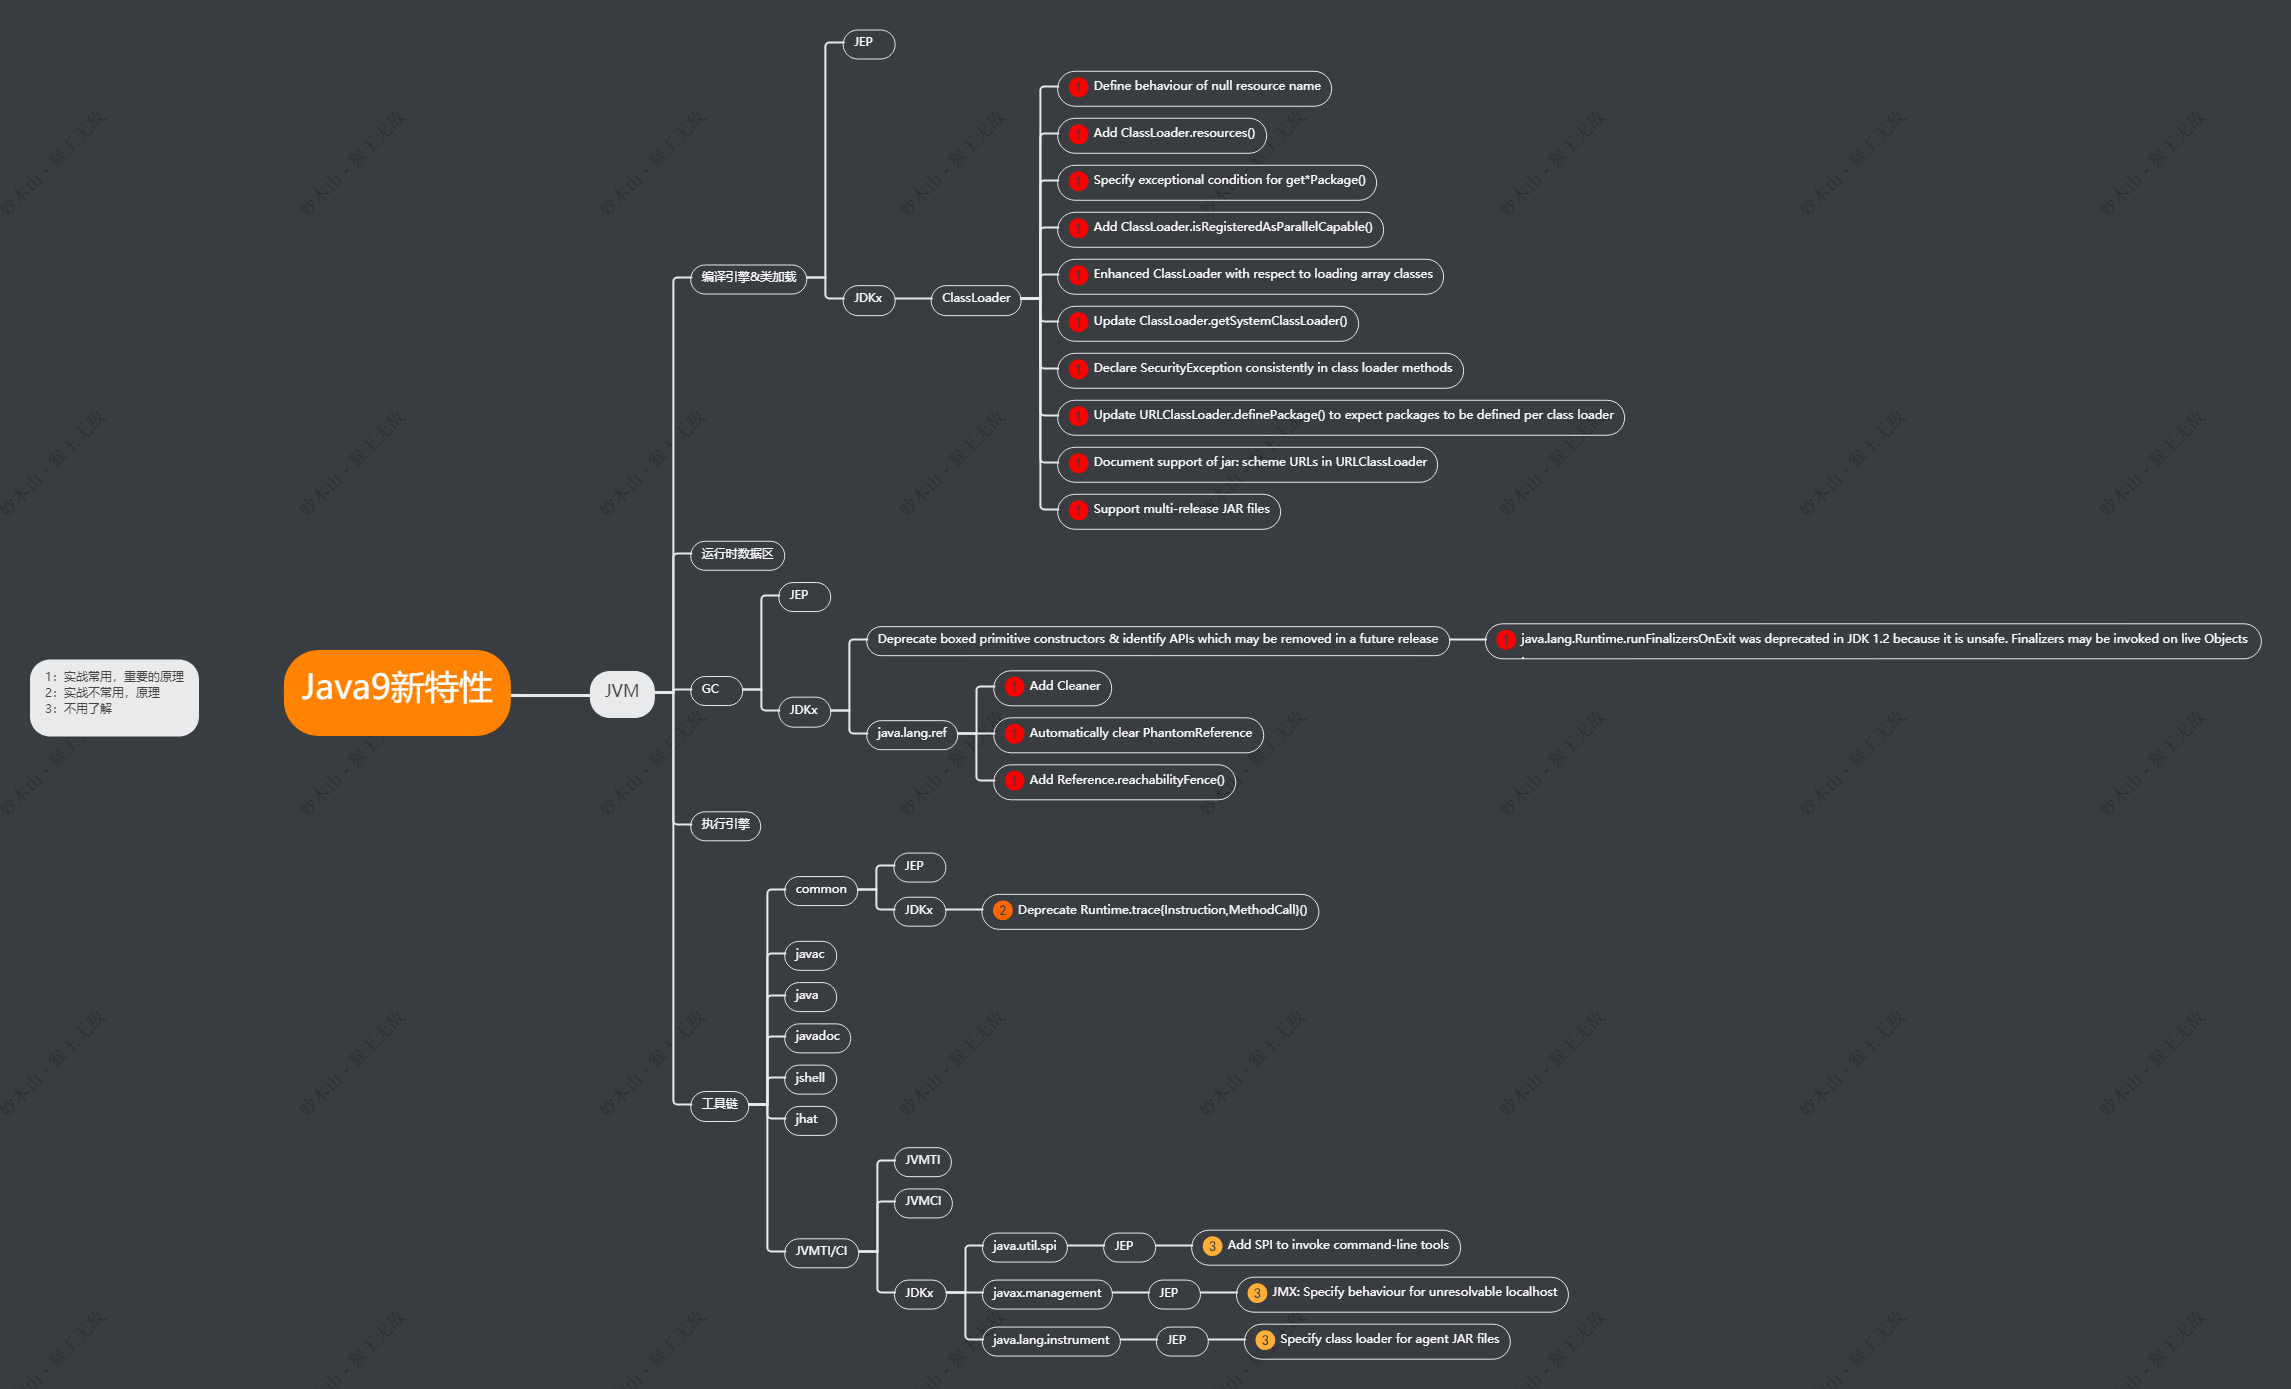 1：实战常用，重要的原理
2：实战不常用，原理
3：不用了解
Java9新特性
JVM
编译引擎&类加载
JEP
JDKx
ClassLoader
1 Define behaviour of null resource name
1 Add ClassLoader.resources()
1 Specify exceptional condition for get*Package()
1 Add ClassLoader.isRegisteredAsParallelCapable()
1 Enhanced ClassLoader with respect to loading array classes
1 Update ClassLoader.getSystemClassLoader()
1 Declare SecurityException consistently in class loader methods
1 Update URLClassLoader.definePackage() to expect packages to be defined per class loader
1 Document support of jar: scheme URLs in URLClassLoader
1 Support multi-release JAR files
运行时数据区
GC
JEP
JDKx
Deprecate boxed primitive constructors & identify APIs which may be removed in a future release
1 java.lang.Runtime.runFinalizersOnExit was deprecated in JDK 1.2 because it is unsafe. Finalizers may be invoked on live Objects
.
java.lang.ref
1 Add Cleaner
1 Automatically clear PhantomReference
1 Add Reference.reachabilityFence()
执行引擎
工具链
common
JEP
JDKx
2 Deprecate Runtime.trace{Instruction,MethodCall}()
javac
java
javadoc
jshell
jhat
JVMTI/CI
JVMTI
JVMCI
JDKx
java.util.spi
JEP
3 Add SPI to invoke command-line tools
javax.management
JEP
3 JMX: Specify behaviour for unresolvable localhost
java.lang.instrument
JEP
3 Specify class loader for agent JAR files
妙木山 - 猴王无敌